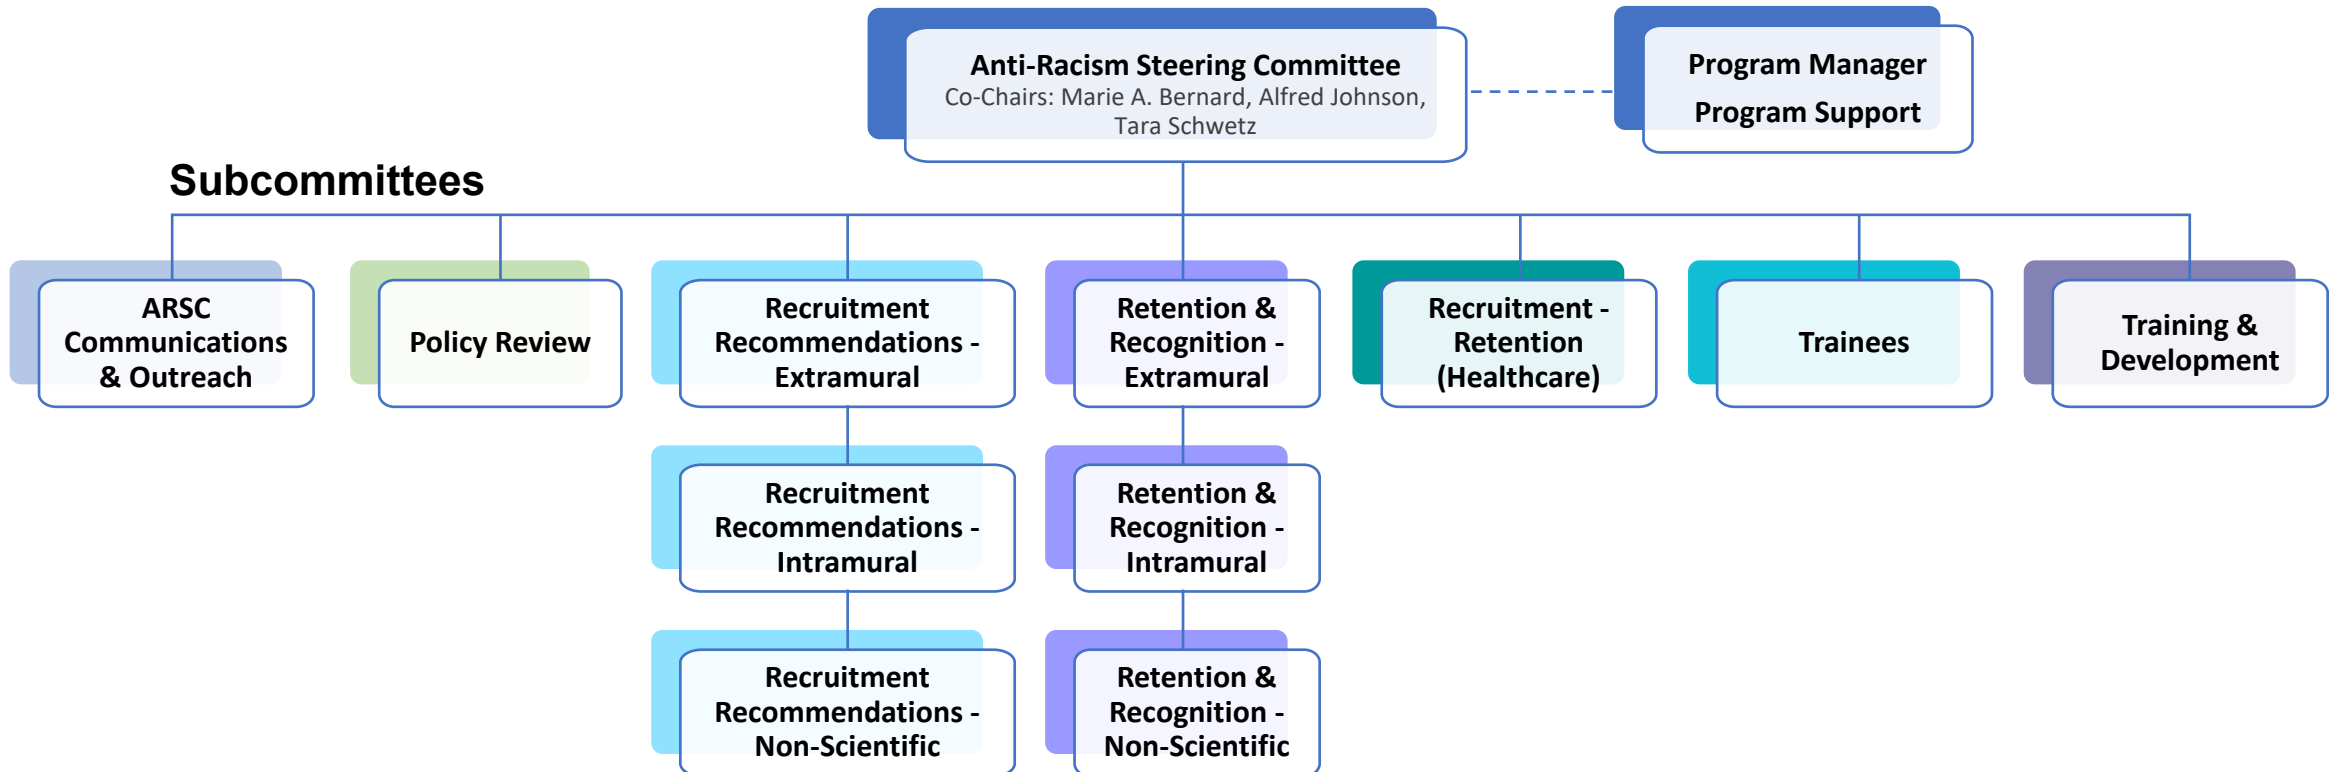 Anti-Racism Steering Committee
Co-Chairs: Marie A. Bernard, Alfred Johnson,
Tara Schwetz
Program Manager
Program Support
Subcommittees
ARSC
Communications
& Outreach
Policy Review
Recruitment
Recommendations -
Extramural
Retention &
Recognition -
Extramural
Recruitment -
Retention
(Healthcare)
Trainees
Training &
Development
Recruitment
Recommendations -
Intramural
Retention &
Recognition -
Intramural
Recruitment
Recommendations -
Non-Scientific
Retention &
Recognition -
Non-Scientific